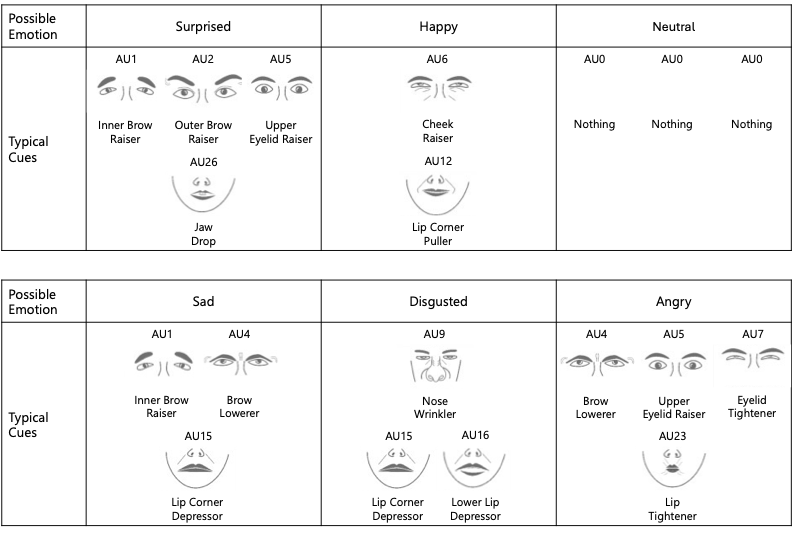 Possible Emotion
Surprised
Happy
Neutral
Typical Cues
AU1
AU2
AU5
Inner Brow Raiser
Outer Brow Raiser
Upper Eyelid Raiser
AU26
Jaw Drop
AU6
Cheek Raiser
AU12
Lip Corner Puller
AU0
AU0
AU0
Nothing
Nothing
Nothing
Possible Emotion
Sad
Disgusted
Angry
Typical Cues
AU1
AU4
Inner Brow Raiser
Brow Lowerer
AU15
Lip Corner Depressor
AU9
Nose Wrinkler
AU15
AU16
Lip Corner Depressor
Lower Lip Depressor
AU4
AU5
AU7
Brow Lowerer
Upper Eyelid Raiser
Eyelid Tightener
AU23
Lip Tightener